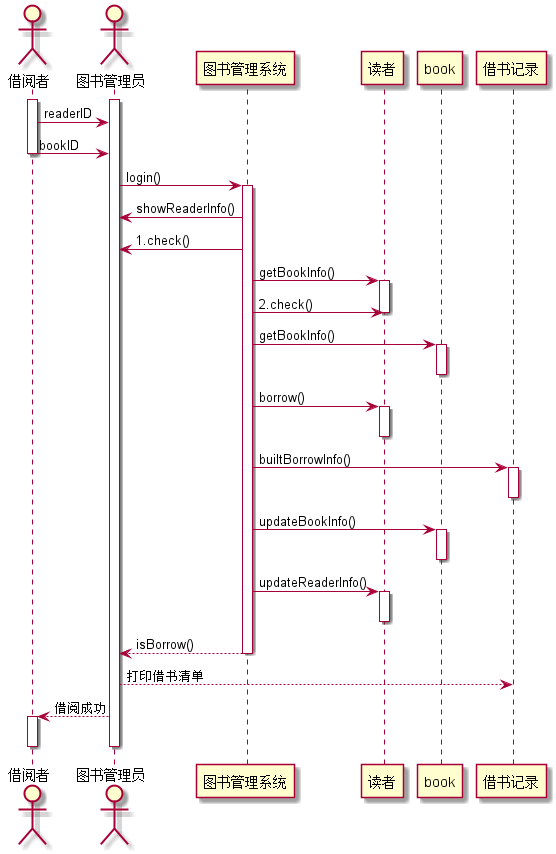 借阅者
图书管理员
图书管理系统
读者
book
借书记录
readerID
bookID
login()
showReaderInfo()
1.check()
getBookInfo()
2.check()
getBookInfo()
borrow()
builtBorrowInfo()
updateBookInfo()
updateReaderInfo()
isBorrow()
打印借书清单
借阅成功
借阅者
图书管理员
图书管理系统
读者
book
借书记录